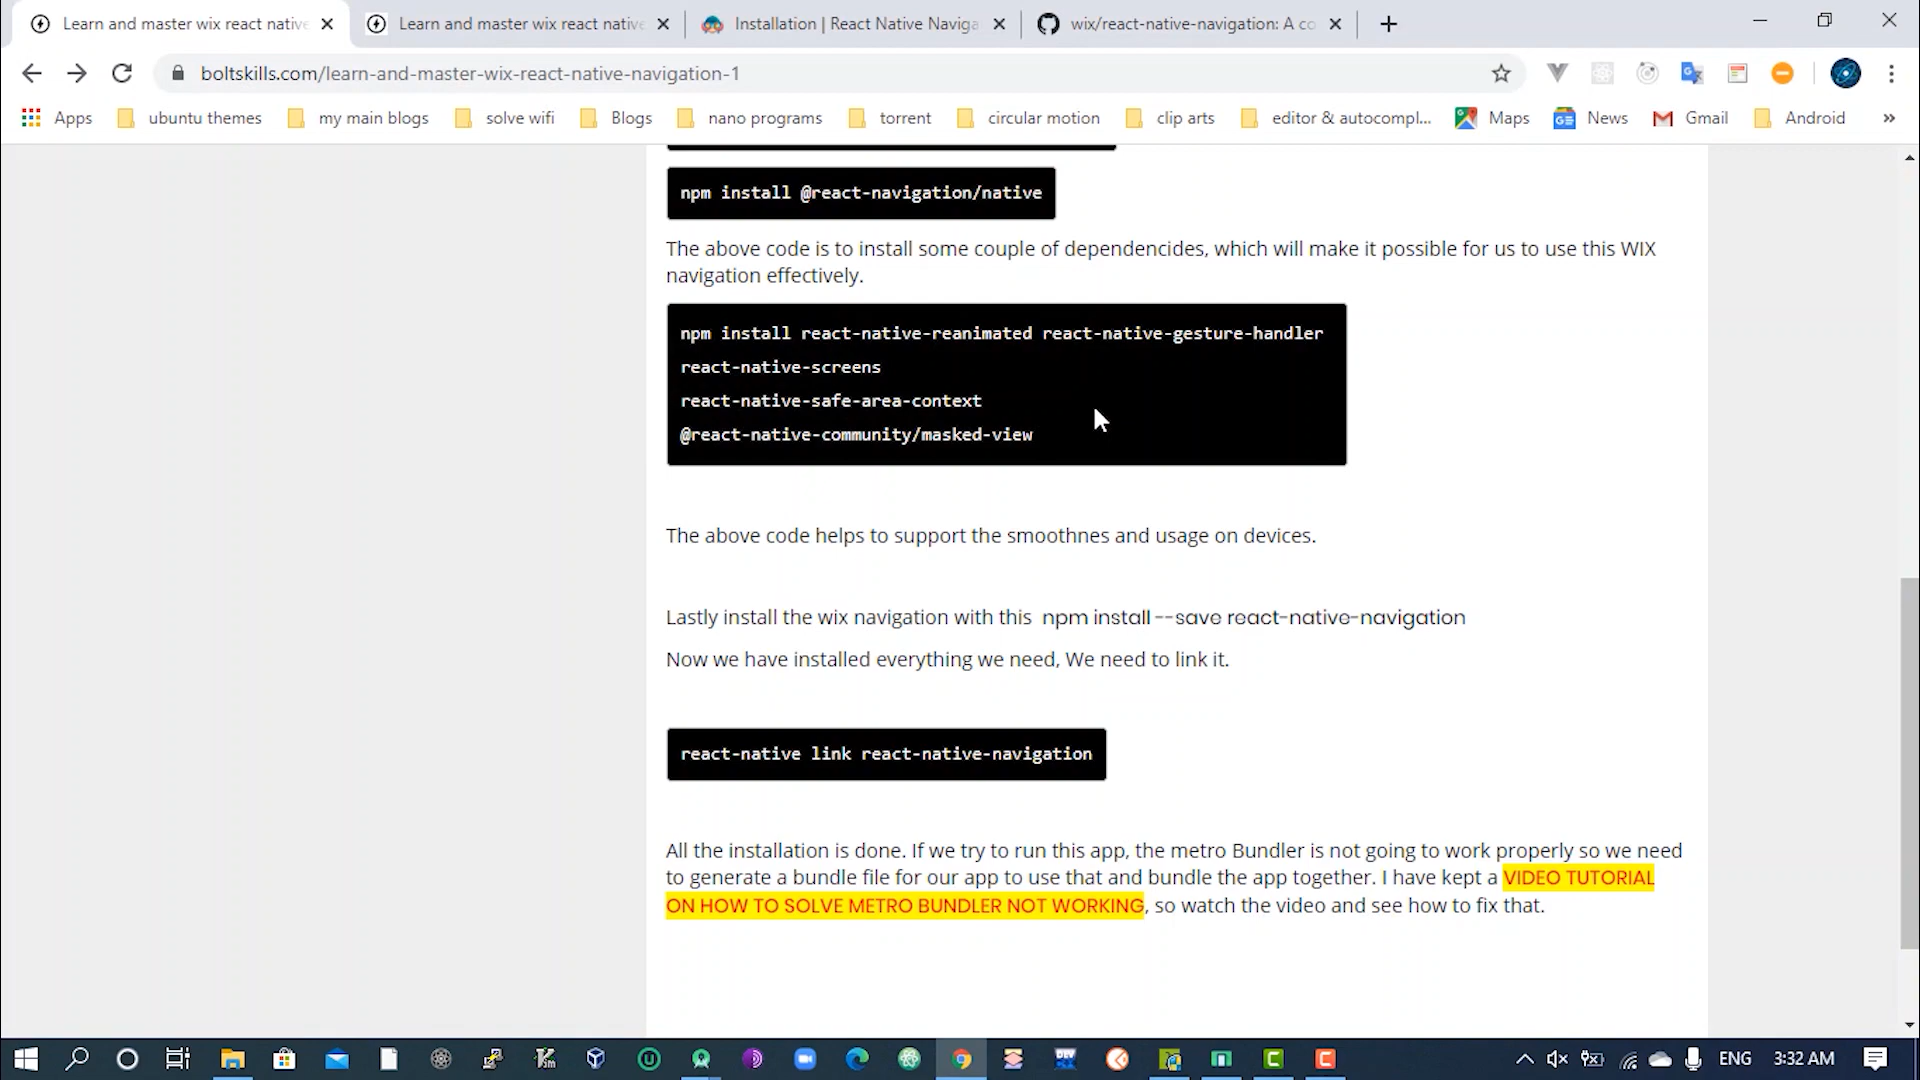 Learn and master wix react native
Learn and master wix react native
Installation | React Native Naviga
wix/react-native-navigation: A co
boltskills.com/learn-and-master-wix-react-native-navigation-1
Apps
ubuntu themes
my main blogs
solve wifi
Blogs
nano programs
torrent
circular motion
clip arts
editor & autocompl...
Maps
News
Gmail
Android
»
npm install @react-navigation/native
The above code is to install some couple of dependencides, which will make it possible for us to use this WIX
navigation effectively.
npm install react-native-reanimated react-native-gesture-handler
react-native-screens
react-native-safe-area-context
@react-native-community/masked-view
The above code helps to support the smoothnes and usage on devices.
Lastly install the wix navigation with this npm install --save react-native-navigation
Now we have installed everything we need, We need to link it.
react-native link react-native-navigation
All the installation is done. If we try to run this app, the metro Bundler is not going to work properly so we need
to generate a bundle file for our app to use that and bundle the app together. I have kept a VIDEO TUTORIAL
ON HOW TO SOLVE METRO BUNDLER NOT WORKING, so watch the video and see how to fix that.
ENG
3:32 AM